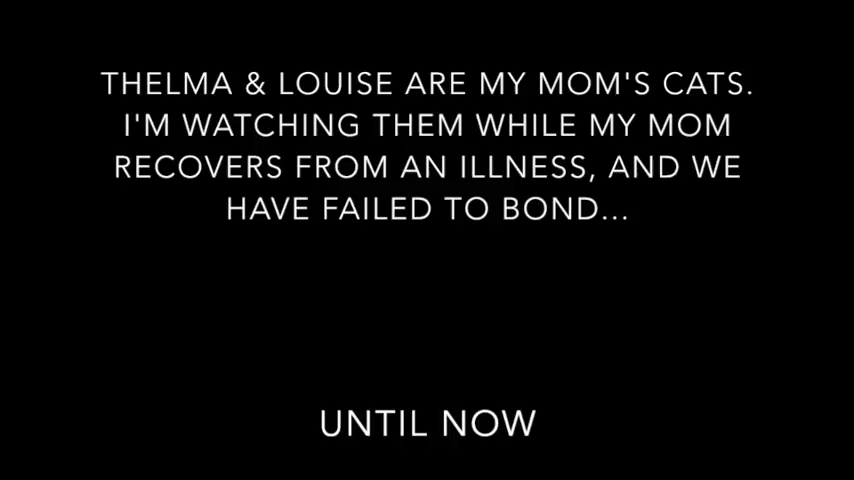 THELMA & LOUISE ARE MY MOM'S CATS.
I'M WATCHING THEM WHILE MY MOM
RECOVERS FROM AN ILLNESS, AND WE
HAVE FAILED TO BOND...
UNTIL NOW